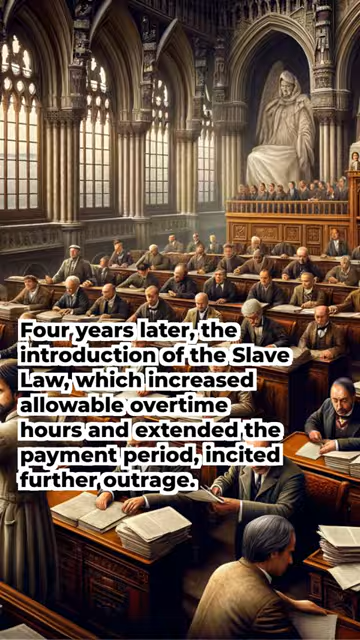 Four years later, the
introduction of the Slave
Law, which increased
allowable overtime
hours and extended the
payment period, incited
further outrage.